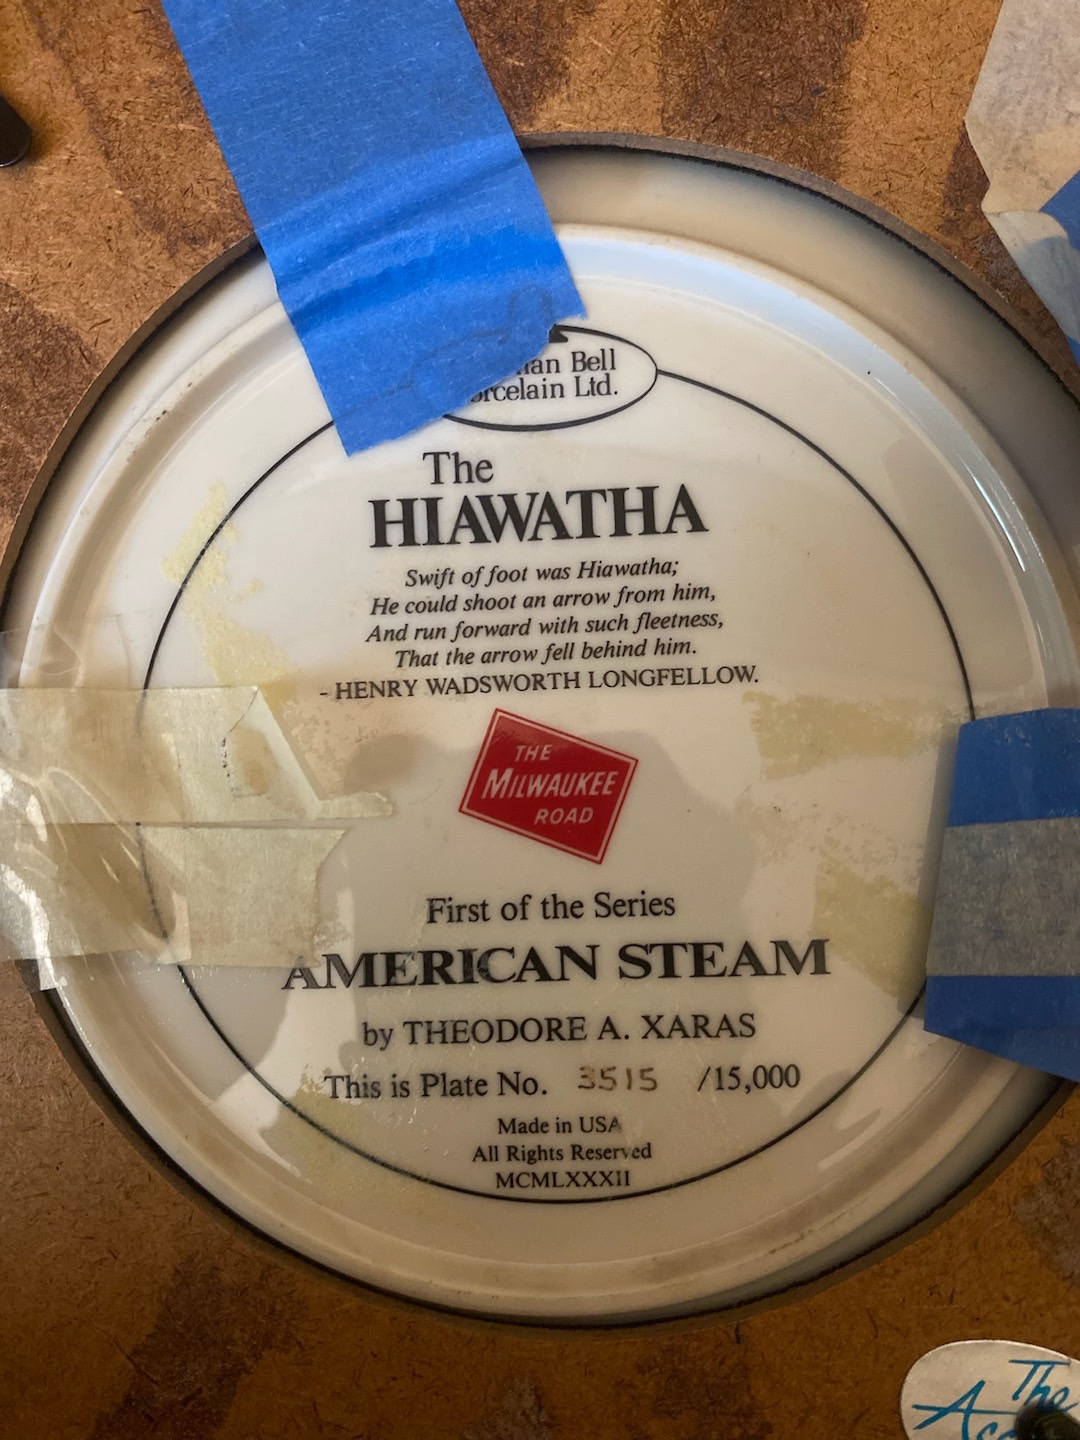 Bell
Ltd.
The
HIAWATHA
Swift of foot was Hiawatha;
He could shoot an arrow from him,
And run forward with such fleetness,
That the arrow fell behind him.
- HENRY WADSWORTH LONGFELLOW.
THE
MILWAUKEE
ROAD
First of the Series
AMERICAN STEAM
by THEODORE A. XARAS
This is Plate No. 3515 /15,000
Made in USA
All Rights Reserved
MCMLXXXII
The